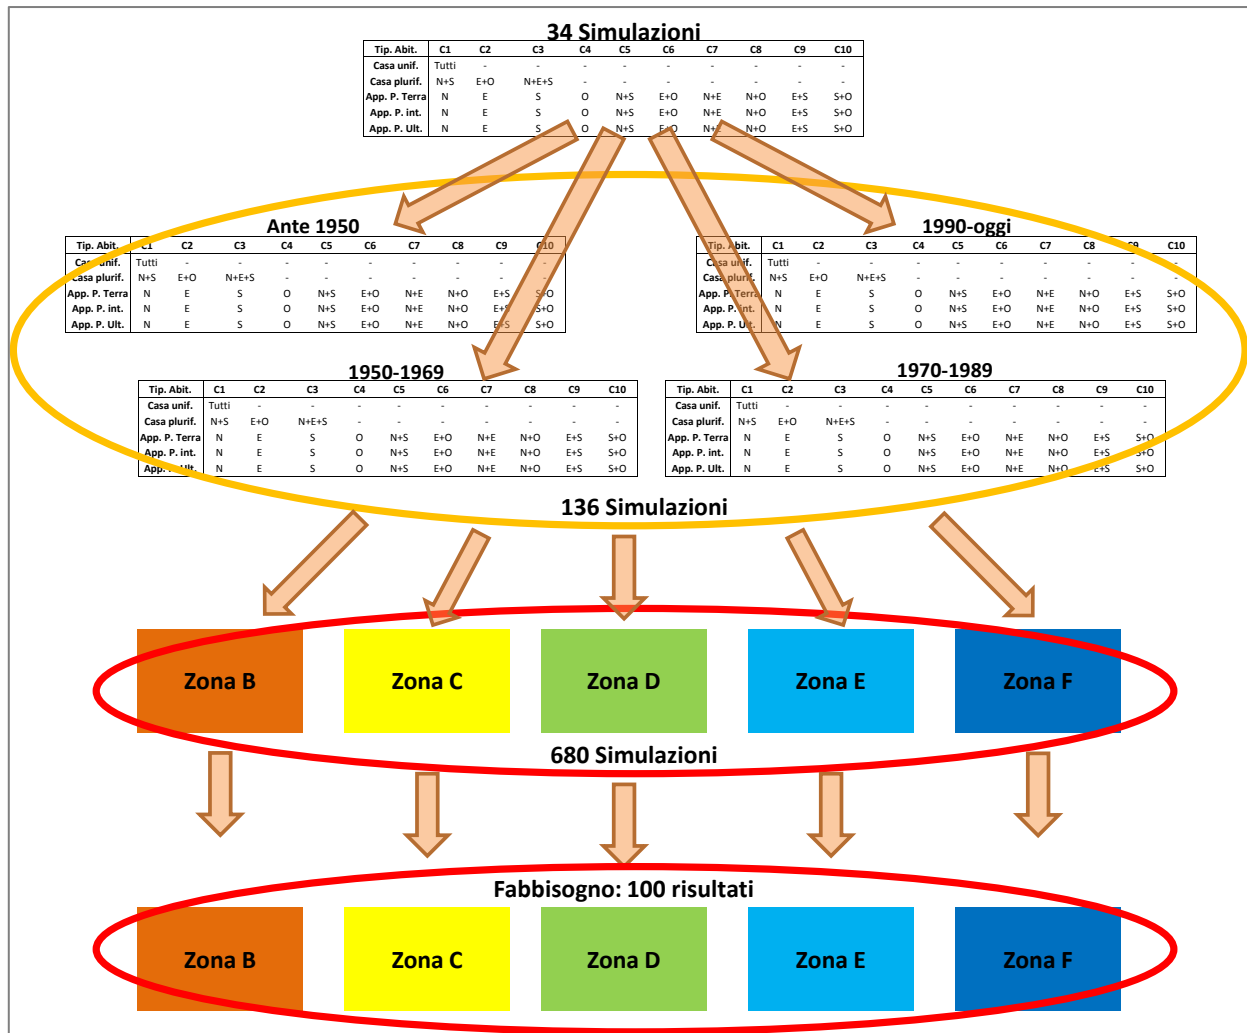 34 Simulazioni
Tip. Abit. C1 C2 C3 C4 C5 C6 C7 C8 C9 C10
Casa unif. Tutti - - - - - - - - -
Casa plurif. N+S E+O N+E+S - - - - - - -
App. P. Terra N E S O N+S E+O N+E N+O E+S S+O
App. P. int. N E S O N+S E+O N+E N+O E+S S+O
App. P. Ult. N E S O N+S E+O N+E N+O E+S S+O
Ante 1950
Tip. Abit. C1 C2 C3 C4 C5 C6 C7 C8 C9 C10
Casa unif. Tutti - - - - - - - - -
Casa plurif. N+S E+O N+E+S - - - - - - -
App. P. Terra N E S O N+S E+O N+E N+O E+S S+O
App. P. int. N E S O N+S E+O N+E N+O E+S S+O
App. P. Ult. N E S O N+S E+O N+E N+O E+S S+O
1990-oggi
Tip. Abit. C1 C2 C3 C4 C5 C6 C7 C8 C9 C10
Casa unif. Tutti - - - - - - - - -
Casa plurif. N+S E+O N+E+S - - - - - - -
App. P. Terra N E S O N+S E+O N+E N+O E+S S+O
App. P. int. N E S O N+S E+O N+E N+O E+S S+O
App. P. Ult. N E S O N+S E+O N+E N+O E+S S+O
1950-1969
Tip. Abit. C1 C2 C3 C4 C5 C6 C7 C8 C9 C10
Casa unif. Tutti - - - - - - - - -
Casa plurif. N+S E+O N+E+S - - - - - - -
App. P. Terra N E S O N+S E+O N+E N+O E+S S+O
App. P. int. N E S O N+S E+O N+E N+O E+S S+O
App. P. Ult. N E S O N+S E+O N+E N+O E+S S+O
1970-1989
Tip. Abit. C1 C2 C3 C4 C5 C6 C7 C8 C9 C10
Casa unif. Tutti - - - - - - - - -
Casa plurif. N+S E+O N+E+S - - - - - - -
App. P. Terra N E S O N+S E+O N+E N+O E+S S+O
App. P. int. N E S O N+S E+O N+E N+O E+S S+O
App. P. Ult. N E S O N+S E+O N+E N+O E+S S+O
136 Simulazioni
Zona B Zona C Zona D Zona E Zona F
680 Simulazioni
Fabbisogno: 100 risultati
Zona B Zona C Zona D Zona E Zona F